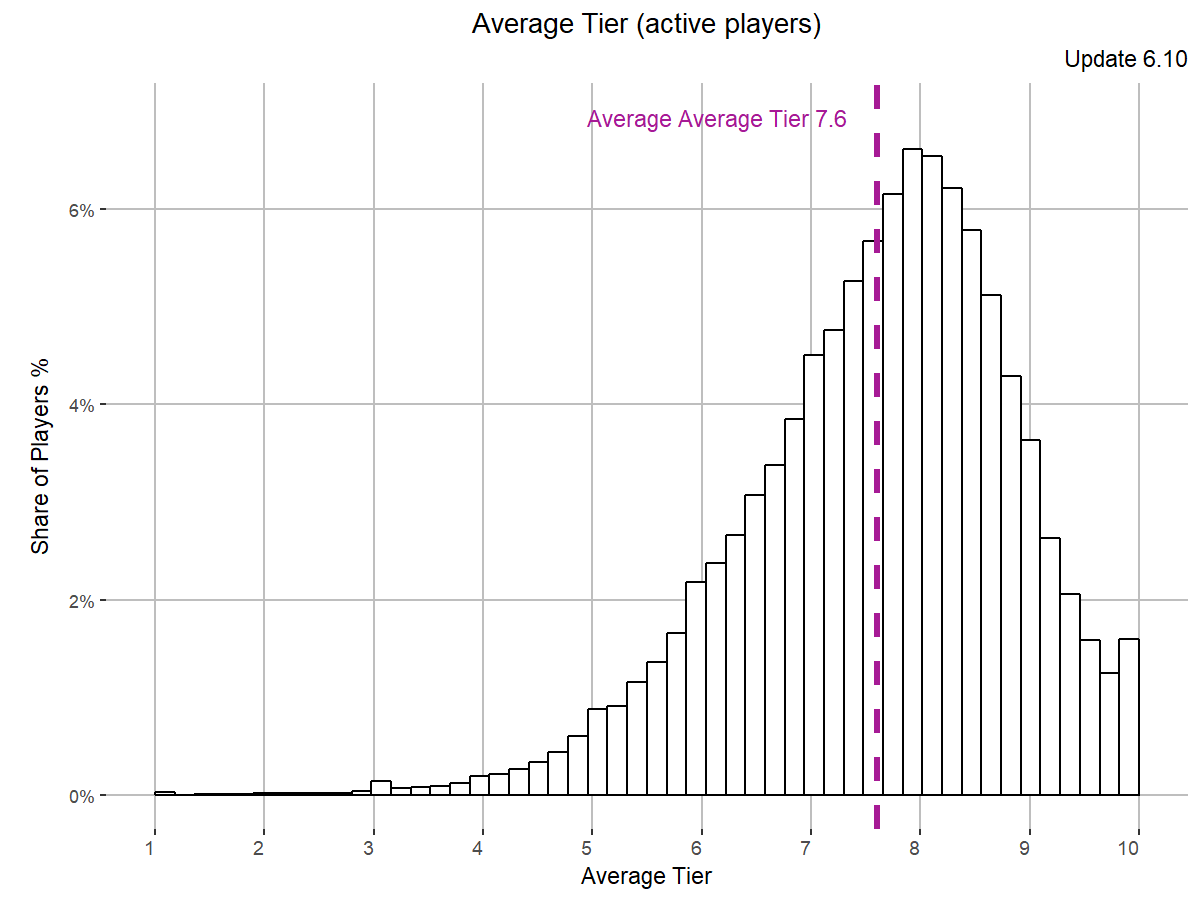 Average Tier (active players)
Update 6.10
Average Average Tier 7.6
6%
4%
2%
0%
Share of Players %
1 2 3 4 5 6 7 8 9 10
Average Tier